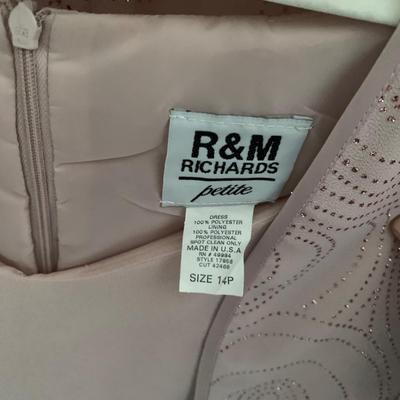 R&M
RICHARDS
petite
DRESS
100% POLYESTER
LINING
100% POLYESTER
PROFESSIONAL
SPOT CLEAN ONLY
MADE IN U.S.A
RN # 49994
STYLE 17858
CUT 42468
SIZE 14P